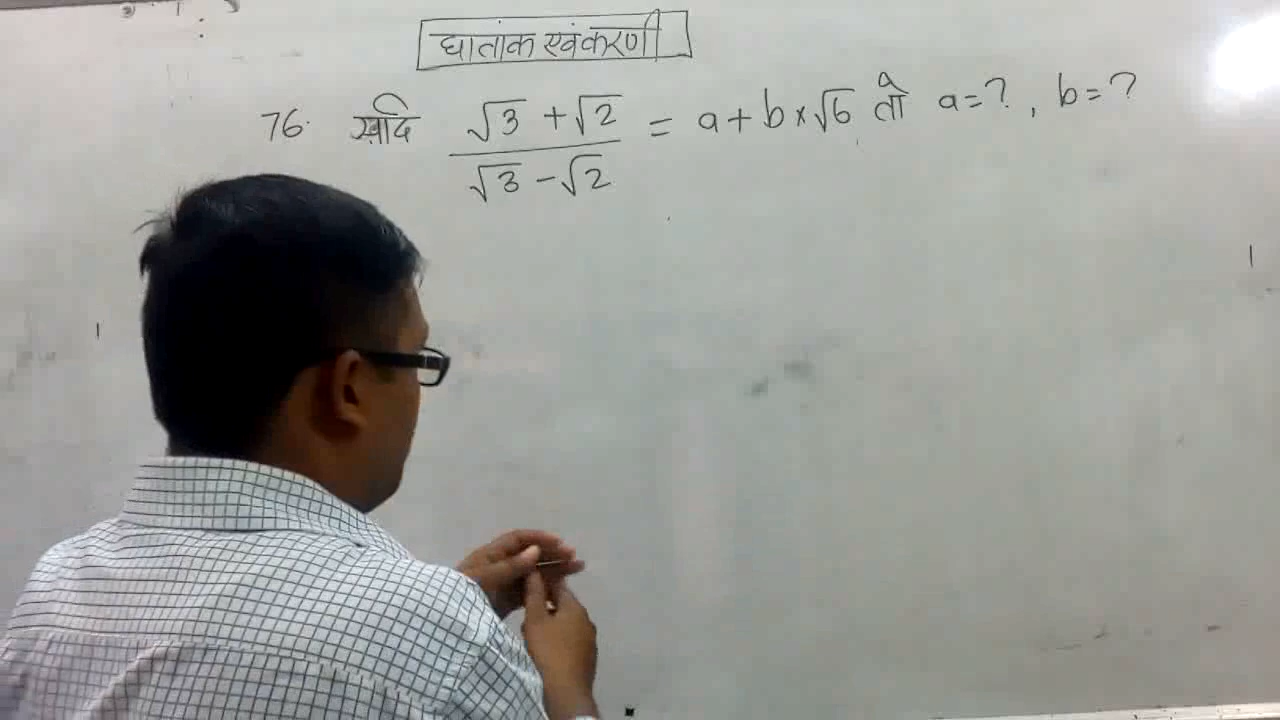 घातांक एवं करणी
76. यदि √3 + √2 / √3 - √2 = a + b × √6 तो a = ? , b = ?